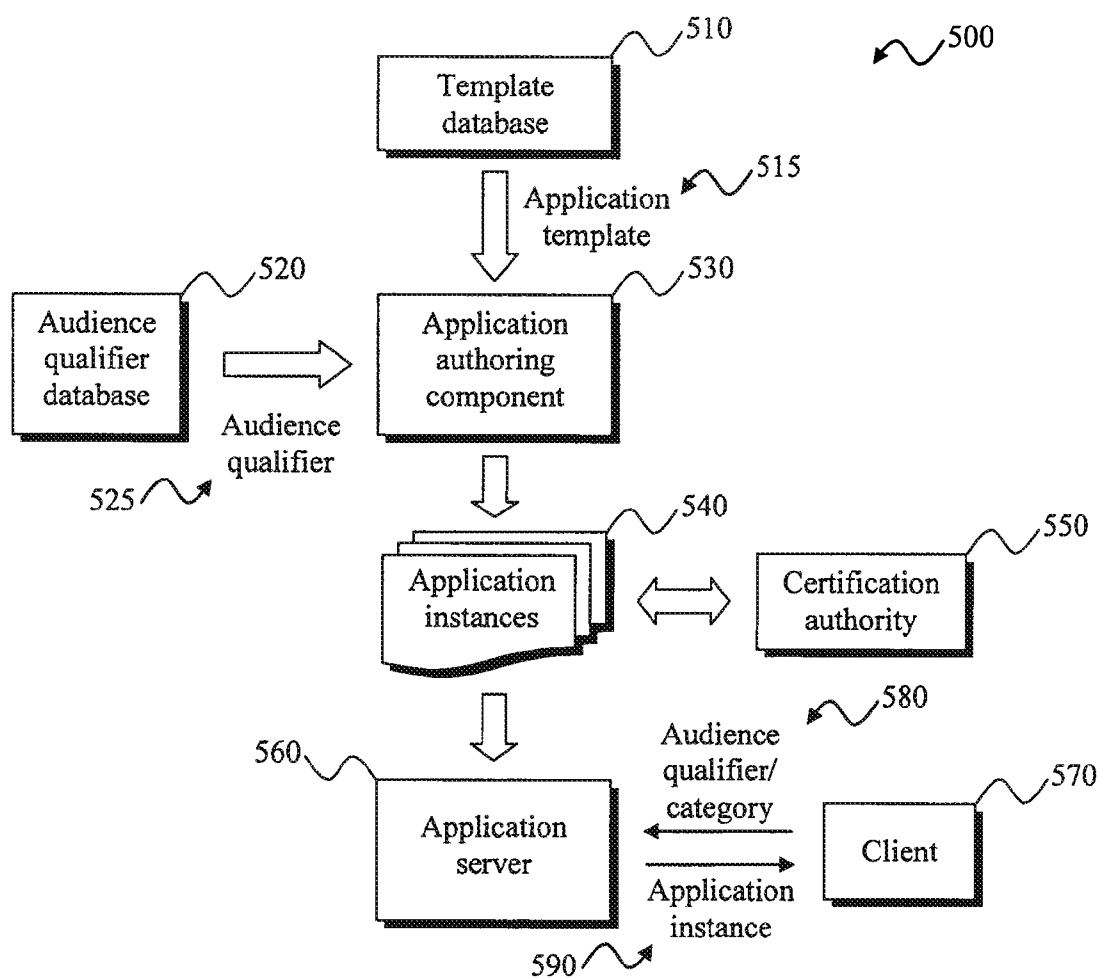 510
500
Template
database
515
Application
template
520
530
Audience
qualifier
database
Application
authoring
component
Audience
qualifier
525
540
550
Application
instances
Certification
authority
580
560
Audience
qualifier/
category
570
Application
server
Client
Application
instance
590